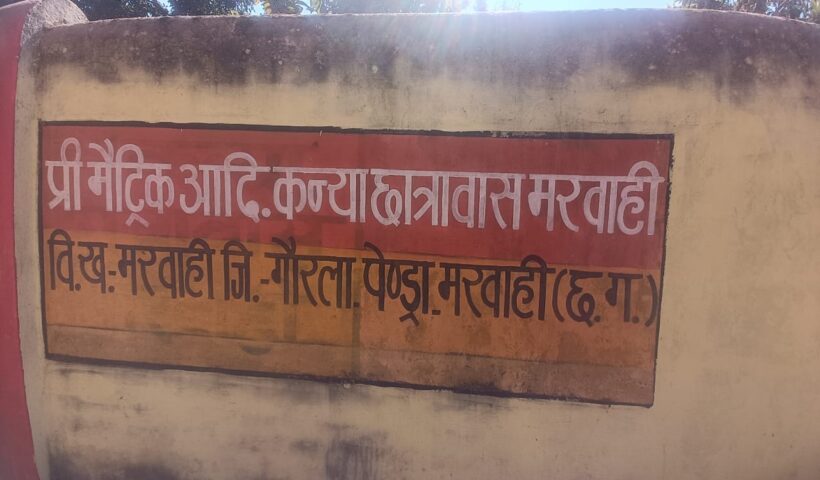 प्री मैट्रिक आदि. कन्या छात्रावास मरवाही
वि.ख.-मरवाही जि.-गौरला. पेण्ड्रा-मरवाही (छ.ग.)